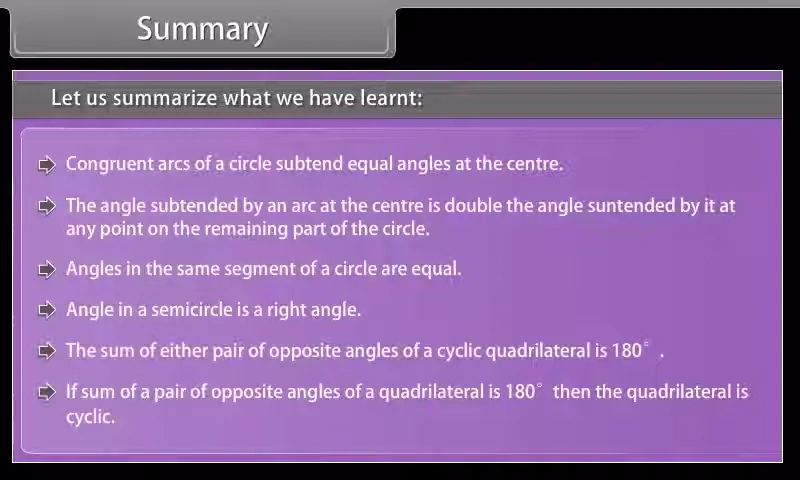 Summary
Let us summarize what we have learnt:
Congruent arcs of a circle subtend equal angles at the centre.
The angle subtended by an arc at the centre is double the angle suntended by it at
any point on the remaining part of the circle.
Angles in the same segment of a circle are equal.
Angle in a semicircle is a right angle.
The sum of either pair of opposite angles of a cyclic quadrilateral is 180° .
If sum of a pair of opposite angles of a quadrilateral is 180° then the quadrilateral is
cyclic.